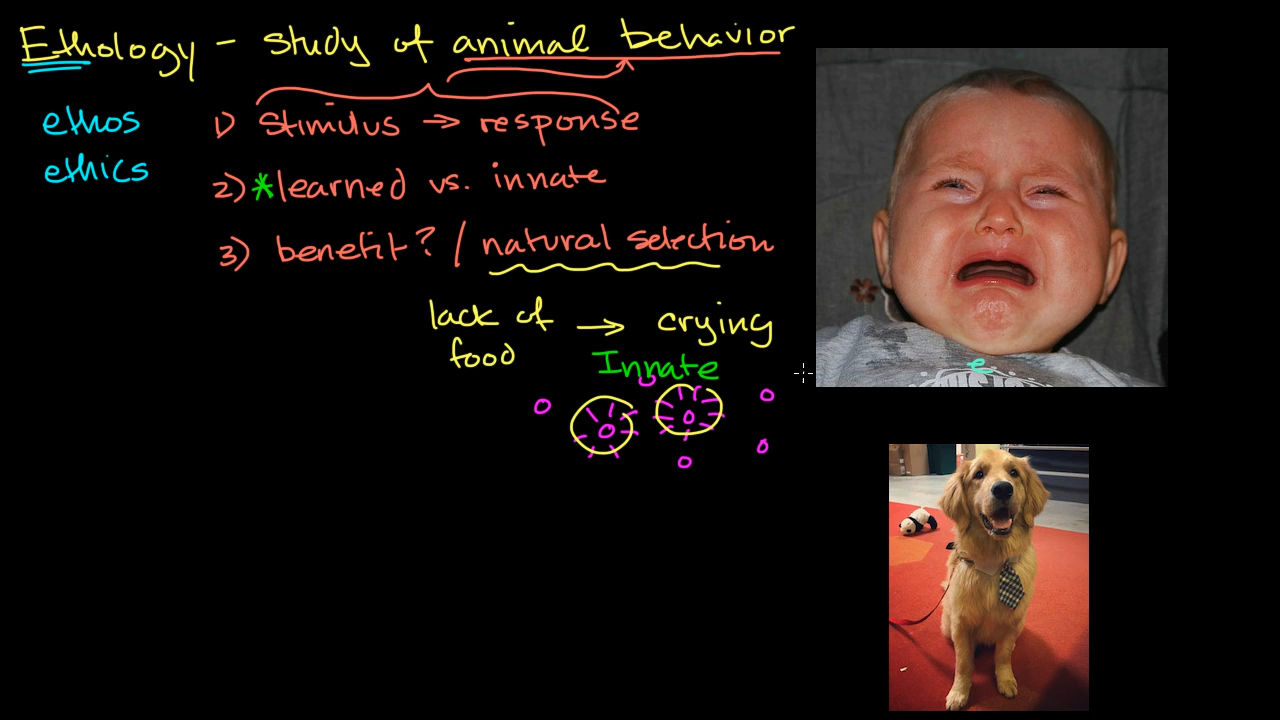 Ethology - study of animal behavior
ethos
ethics
1) stimulus → response
2) *learned vs. innate
3) benefit? / natural selection
lack of food → crying
Innate
e